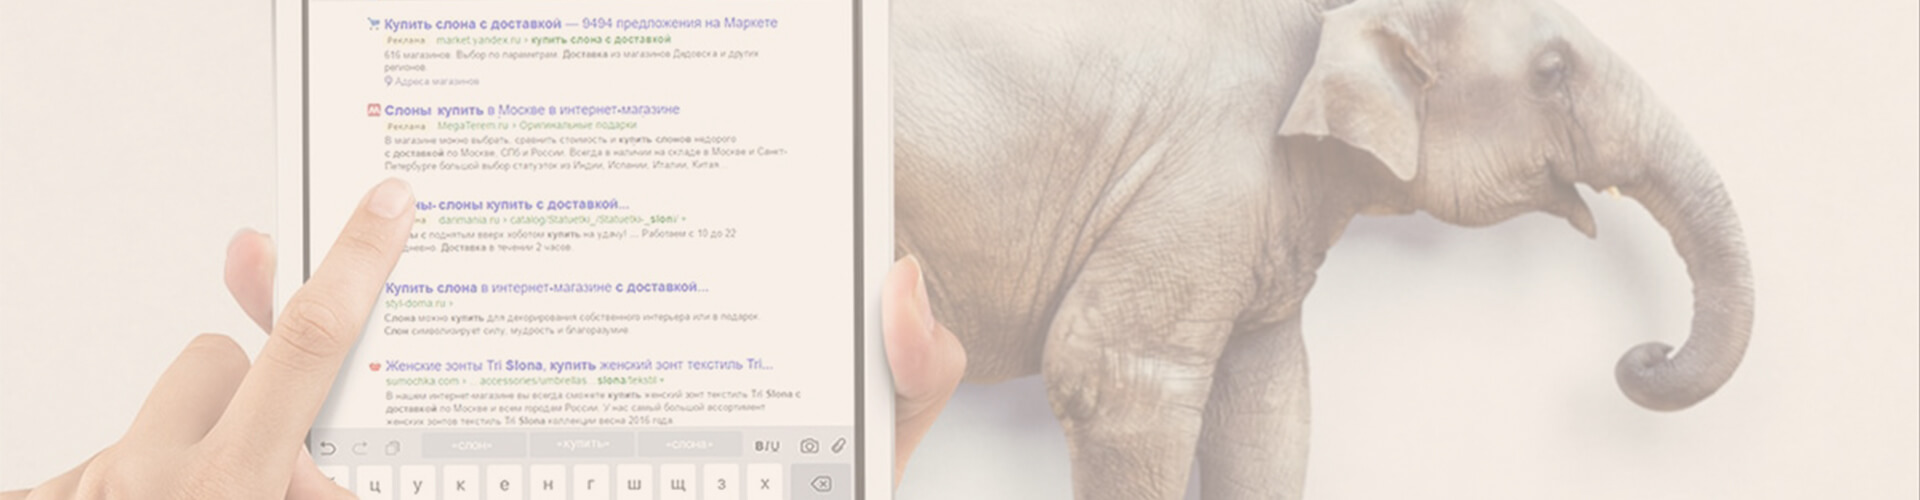 Купить слона с доставкой — 9494 предложения на Маркете
Реклама market.yandex.ru › купить слона с доставкой
616 магазинов. Выбор по параметрам. Доставка из магазинов Дедовска и других
регионов.
Адреса магазинов
Слоны купить в Москве в интернет-магазине
Реклама MegaTerem.ru › Оригинальные подарки
В магазине можно выбрать, сравнить стоимость и купить слонов недорого
с доставкой по Москве, СПб и России. Всегда в наличии на складе в Москве и Санкт-
Петербурге большой выбор статуэток из Индии, Испании, Италии, Китая...
ны- слоны купить с доставкой...
на danmania.ru › catalog/Statuetki_/Statuetki-_sloni/
ы с поднятым вверх хоботом купить на удачу! ... Работаем с 10 до 22
дневно. Доставка в течении 2 часов.
Купить слона в интернет-магазине с доставкой...
styl-doma.ru ›
Слона можно купить для декорирования собственного интерьера или в подарок.
Слон символизирует силу, мудрость и благоразумие
Женские зонты Tri Slona, купить женский зонт текстиль Tri...
sumochka.com › ...accessories/umbrellas...slona/tekstil
В нашем интернет-магазине вы всегда сможете купить женский зонт текстиль Tri Slona с
доставкой по Москве и всем городам России. У нас самый большой ассортимент
женских зонтов текстиль Tri Slona коллекции весна 2016 года
«слон» «купить» «слона» B I U
ц у к е н г ш щ з х